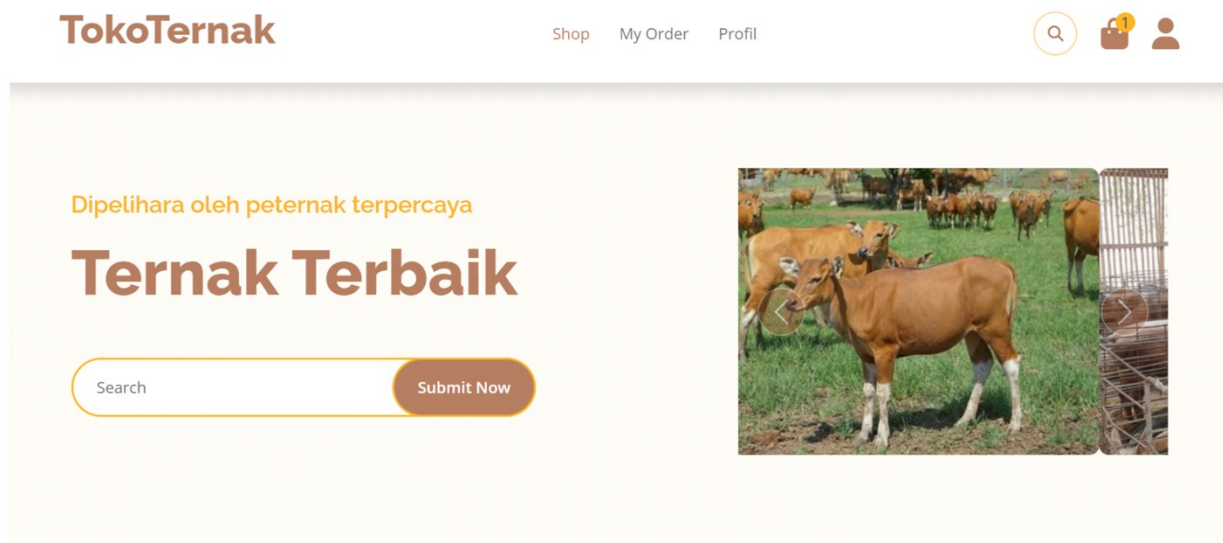 TokoTernak
Shop
My Order
Profil
1
Dipelihara oleh peternak terpercaya
Ternak Terbaik
Search
Submit Now